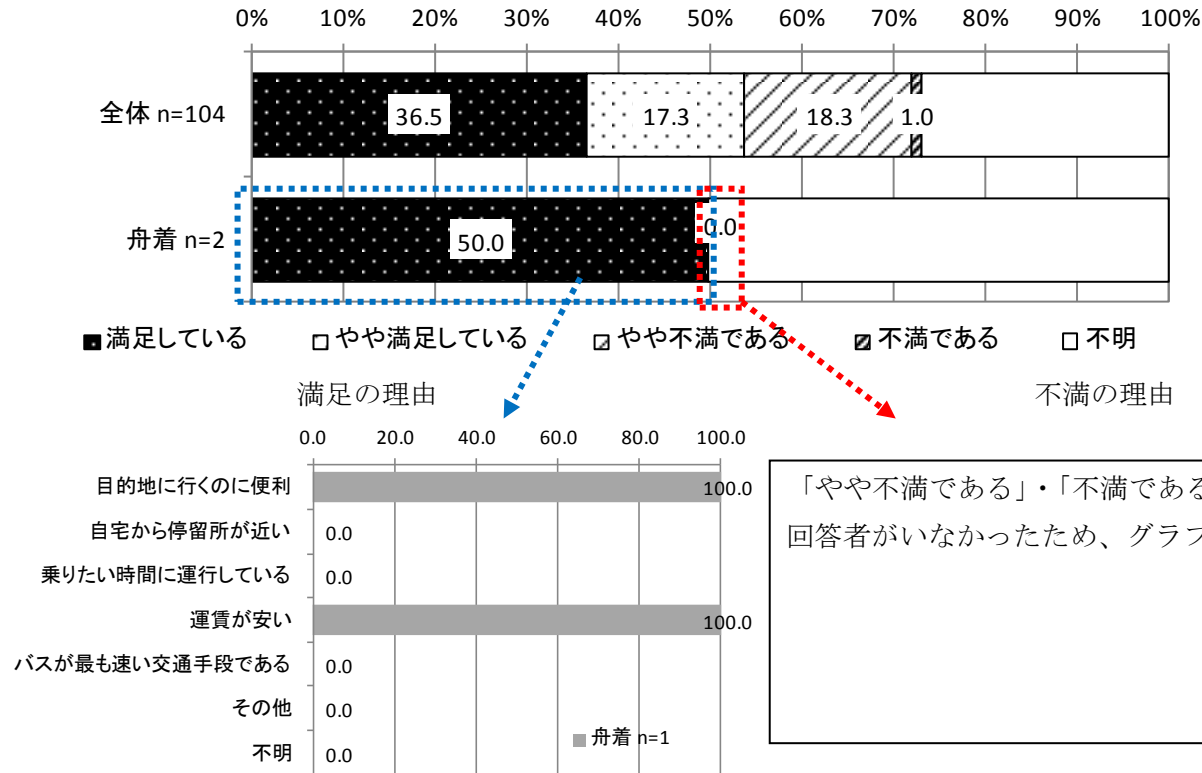 0% 10% 20% 30% 40% 50% 60% 70% 80% 90% 100%
全体 n=104
36.5 17.3 18.3 1.0
舟着 n=2
50.0 0.0
満足している やや満足している やや不満である 不満である 不明
満足の理由 不満の理由
0.0 20.0 40.0 60.0 80.0 100.0
目的地に行くのに便利 100.0
自宅から停留所が近い 0.0
乗りたい時間に運行している 0.0
運賃が安い 100.0
バスが最も速い交通手段である 0.0
その他 0.0
不明 0.0
舟着 n=1
「やや不満である」・「不満である
回答者がいなかったため、グラフ